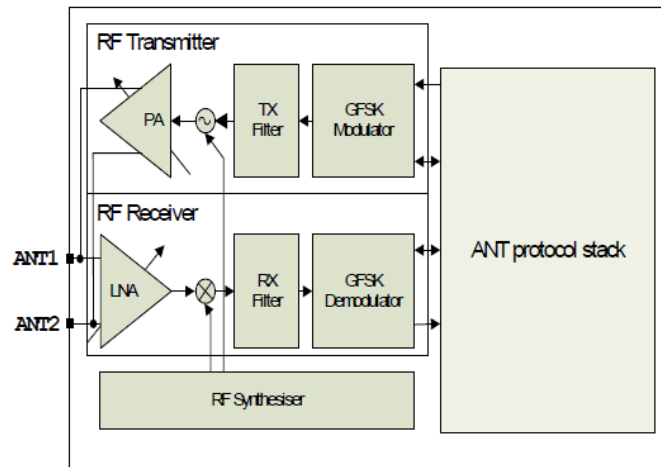 RF Transmitter
PA
TX
Filter
GFSK
Modulator
ANT protocol stack
RF Receiver
ANT1
LNA
RX
Filter
GFSK
Demodulator
ANT2
RF Synthesiser